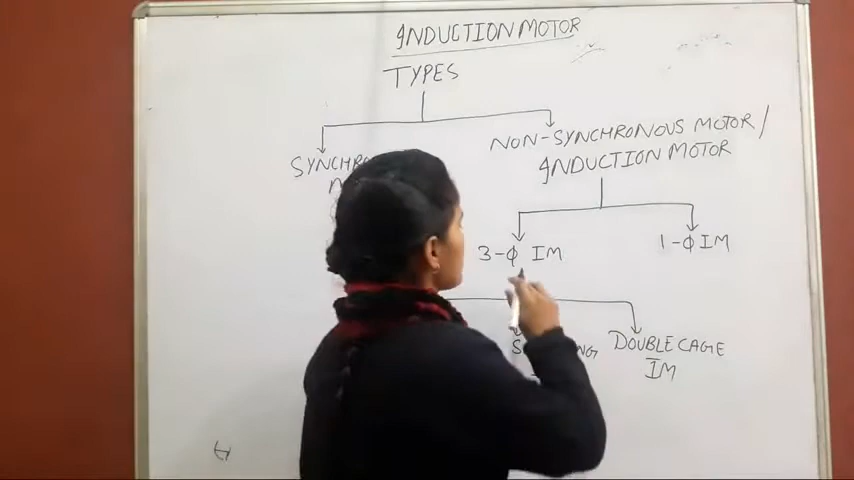 INDUCTION MOTOR
TYPES
NON-SYNCHRONOUS MOTOR/
INDUCTION MOTOR
3-Φ IM
1-Φ IM
DOUBLE CAGE
IM